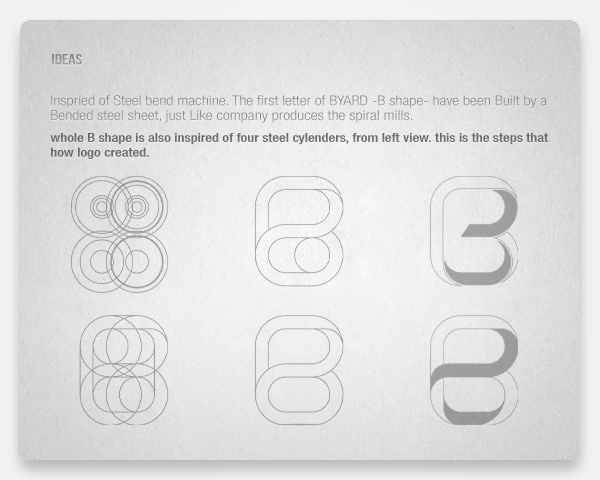 IDEAS
Inspried of Steel bend machine. The first letter of BYARD -B shape- have been Built by a
Bended steel sheet, just Like company produces the spiral mills.
whole B shape is also inspired of four steel cylenders, from left view. this is the steps that
how logo created.